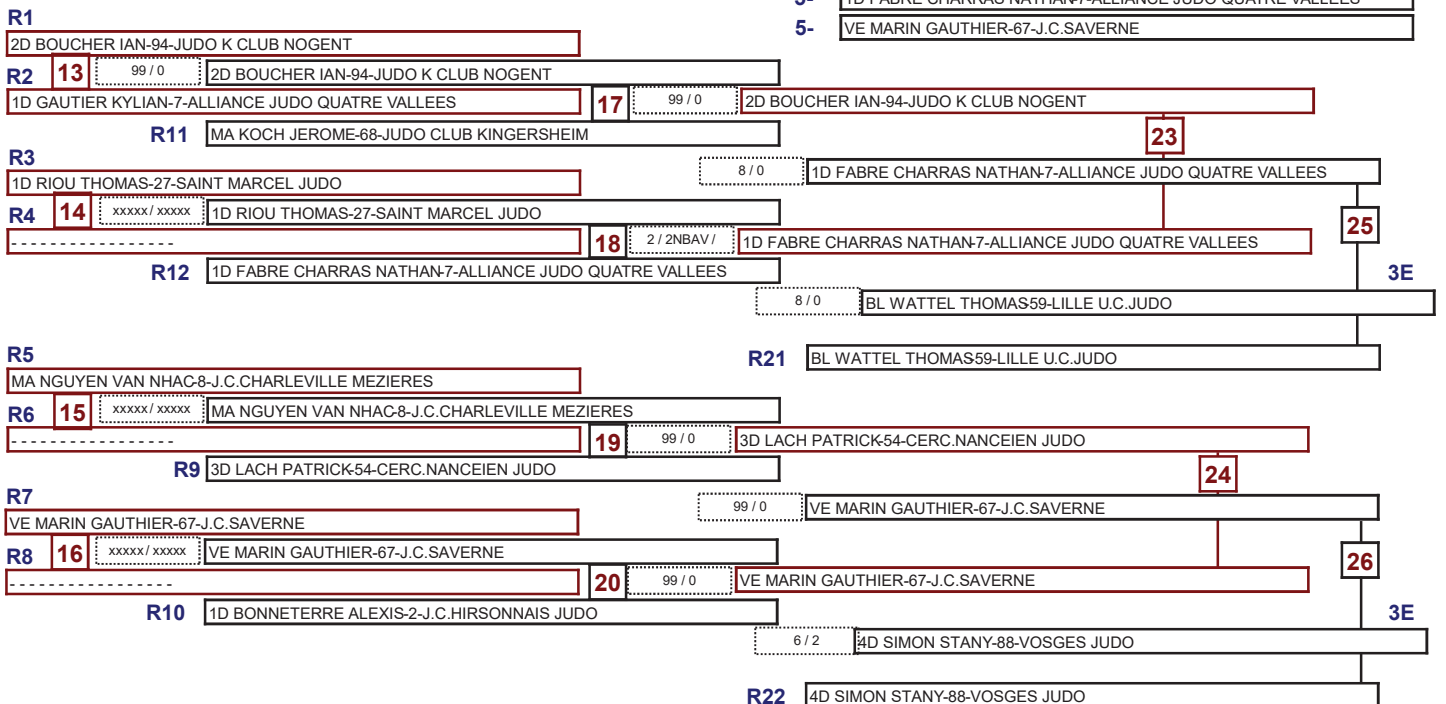 5- 1D FABRE CHARRAS NATHAN-7-ALLIANCE JUDO QUATRE VALLEES
R1
5- VE MARIN GAUTHIER-67-J.C.SAVERNE
2D BOUCHER IAN-94-JUDO K CLUB NOGENT
R2 13 99 / 0 2D BOUCHER IAN-94-JUDO K CLUB NOGENT
1D GAUTIER KYLIAN-7-ALLIANCE JUDO QUATRE VALLEES 17 99 / 0 2D BOUCHER IAN-94-JUDO K CLUB NOGENT
R11 MA KOCH JEROME-68-JUDO CLUB KINGERSHEIM 23
R3
8 / 0 1D FABRE CHARRAS NATHAN-7-ALLIANCE JUDO QUATRE VALLEES
1D RIOU THOMAS-27-SAINT MARCEL JUDO
R4 14 xxxxx / xxxxx 1D RIOU THOMAS-27-SAINT MARCEL JUDO 25
- - - - - - - - - - - - - - - - - 18 2 / 2NBAV / 1D FABRE CHARRAS NATHAN-7-ALLIANCE JUDO QUATRE VALLEES
R12 1D FABRE CHARRAS NATHAN-7-ALLIANCE JUDO QUATRE VALLEES 3E
8 / 0 BL WATTEL THOMAS-59-LILLE U.C.JUDO
R5
R21 BL WATTEL THOMAS-59-LILLE U.C.JUDO
MA NGUYEN VAN NHAC-8-J.C.CHARLEVILLE MEZIERES
R6 15 xxxxx / xxxxx MA NGUYEN VAN NHAC-8-J.C.CHARLEVILLE MEZIERES
- - - - - - - - - - - - - - - - - 19 99 / 0 3D LACH PATRICK-54-CERC.NANCEIEN JUDO
R9 3D LACH PATRICK-54-CERC.NANCEIEN JUDO 24
R7
99 / 0 VE MARIN GAUTHIER-67-J.C.SAVERNE
VE MARIN GAUTHIER-67-J.C.SAVERNE
R8 16 xxxxx / xxxxx VE MARIN GAUTHIER-67-J.C.SAVERNE 26
- - - - - - - - - - - - - - - - - 20 99 / 0 VE MARIN GAUTHIER-67-J.C.SAVERNE
R10 1D BONNETERRE ALEXIS-2-J.C.HIRSONNAIS JUDO 3E
6 / 2 4D SIMON STANY-88-VOSGES JUDO
R22 4D SIMON STANY-88-VOSGES JUDO